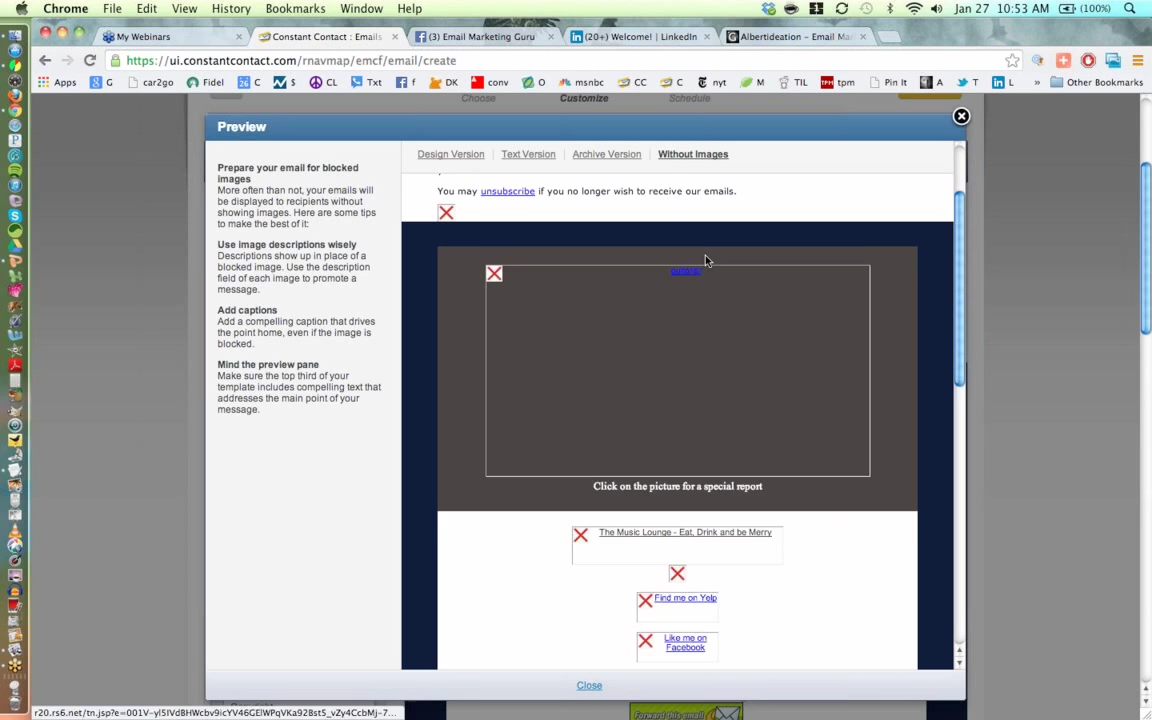 Chrome File Edit View History Bookmarks Window Help Jan 27 10:53 AM (100%)
My Webinars Constant Contact : Emails (3) Email Marketing Guru (20+) Welcome! | LinkedIn Albertideation – Email Ma
https://ui.constantcontact.com/rnavmap/emcf/email/create
Apps G car2go Fidel C S CL Txt f DK conv O msnbc CC C nyt M TIL tpm Pin It A T L » Other Bookmarks
Choose Customize Schedule
Preview
Design Version Text Version Archive Version Without Images
Prepare your email for blocked
images
More often than not, your emails will
be displayed to recipients without
showing images. Here are some tips
to make the best of it:
Use image descriptions wisely
Descriptions show up in place of a
blocked image. Use the description
field of each image to promote a
message.
Add captions
Add a compelling caption that drives
the point home, even if the image is
blocked.
Mind the preview pane
Make sure the top third of your
template includes compelling text that
addresses the main point of your
message.
You may unsubscribe if you no longer wish to receive our emails.
Click on the picture for a special report
The Music Lounge - Eat, Drink and be Merry
Find me on Yelp
Like me on
Facebook
Close
Forward this email